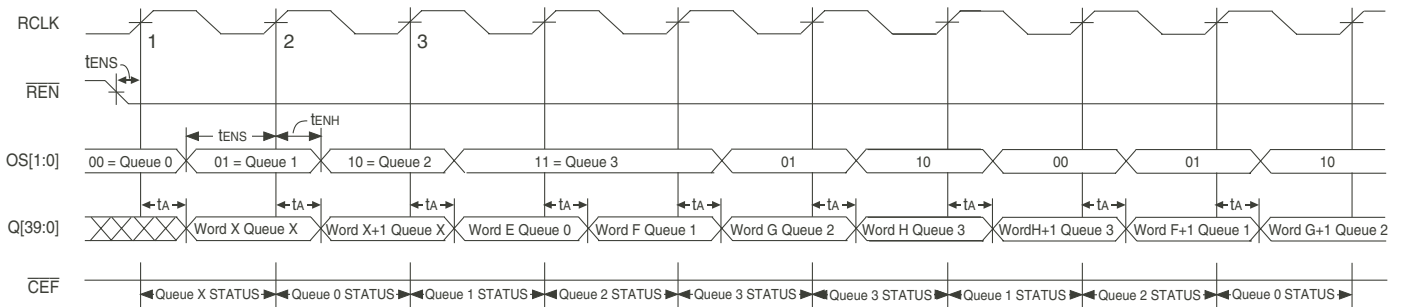 RCLK
1 2 3
tENS
REN
tENS tENH
OS[1:0] 00 = Queue 0 01 = Queue 1 10 = Queue 2 11 = Queue 3 01 10 00 01 10
tA tA tA tA tA tA tA tA tA
Q[39:0] Word X Queue X Word X+1 Queue X Word E Queue 0 Word F Queue 1 Word G Queue 2 Word H Queue 3 WordH+1 Queue 3 Word F+1 Queue 1 Word G+1 Queue 2
CEF Queue X STATUS Queue 0 STATUS Queue 1 STATUS Queue 2 STATUS Queue 3 STATUS Queue 3 STATUS Queue 1 STATUS Queue 2 STATUS Queue 0 STATUS